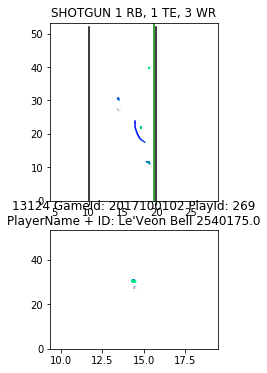 SHOTGUN 1 RB, 1 TE, 3 WR
50
40
30
20
10
0
5 10 15 20 25
13124 GameId: 2017100102 PlayId: 269
PlayerName + ID: Le'Veon Bell 2540175.0
40
20
0
10.0 12.5 15.0 17.5